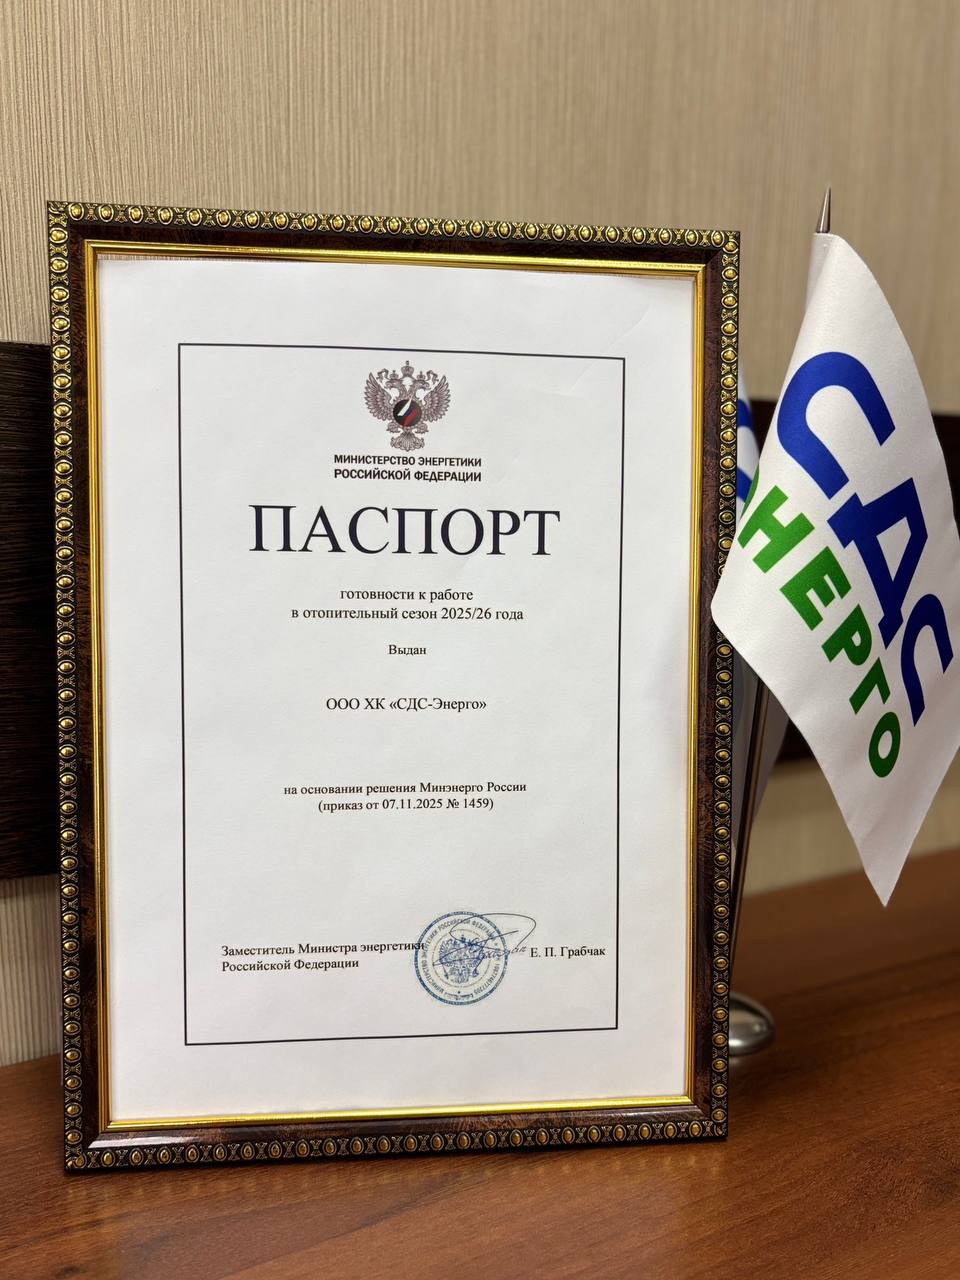 МИНИСТЕРСТВО ЭНЕРГЕТИКИ
РОССИЙСКОЙ ФЕДЕРАЦИИ
ПАСПОРТ
готовности к работе
в отопительный сезон 2025/26 года
Выдан
ООО ХК «СДС-Энерго»
на основании решения Минэнерго России
(приказ от 07.11.2025 № 1459)
Заместитель Министра энергетики
Российской Федерации
Е. П. Грабчак
СДС
ЭНЕРГО